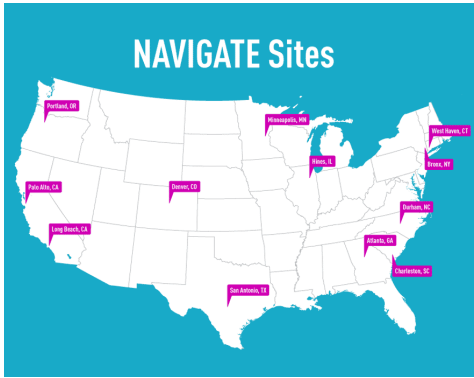 NAVIGATE Sites
Portland, OR
Minneapolis, MN
West Haven, CT
Hines, IL
Bronx, NY
Palo Alto, CA
Denver, CO
Durham, NC
Long Beach, CA
Atlanta, GA
Charleston, SC
San Antonio, TX